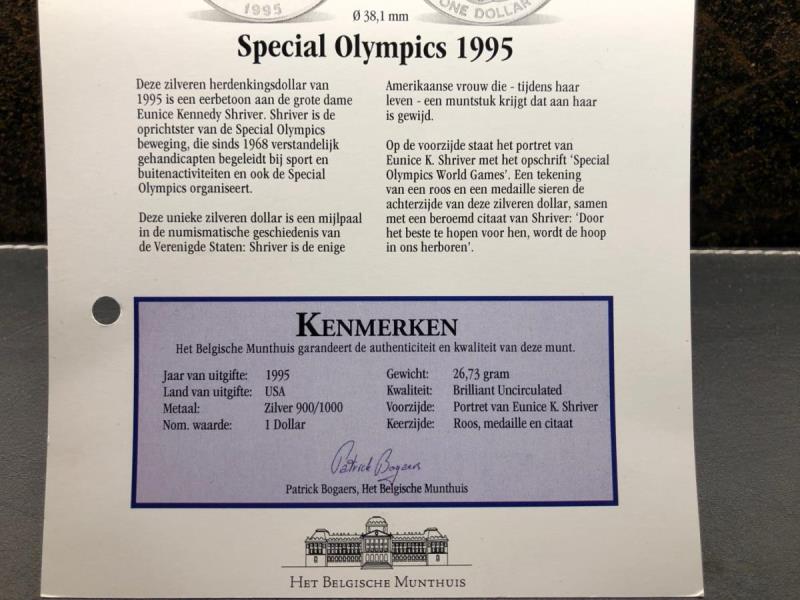 1995
ONE DOLLAR
Ø 38,1 mm
Special Olympics 1995
Deze zilveren herdenkingsdollar van
1995 is een eerbetoon aan de grote dame
Eunice Kennedy Shriver. Shriver is de
oprichtster van de Special Olympics
beweging, die sinds 1968 verstandelijk
gehandicapten begeleidt bij sport en
buitenactiviteiten en ook de Special
Olympics organiseert.
Deze unieke zilveren dollar is een mijlpaal
in de numismatische geschiedenis van
de Verenigde Staten: Shriver is de enige
Amerikaanse vrouw die - tijdens haar
leven - een muntstuk krijgt dat aan haar
is gewijd.
Op de voorzijde staat het portret van
Eunice K. Shriver met het opschrift ‘Special
Olympics World Games’. Een tekening
van een roos en een medaille sieren de
achterzijde van deze zilveren dollar, samen
met een beroemd citaat van Shriver: ‘Door
het beste te hopen voor hen, wordt de hoop
in ons herboren’.
KENMERKEN
Het Belgische Munthuis garandeert de authenticiteit en kwaliteit van deze munt.
Jaar van uitgifte: 1995
Land van uitgifte: USA
Metaal: Zilver 900/1000
Nom. waarde: 1 Dollar
Gewicht: 26,73 gram
Kwaliteit: Brilliant Uncirculated
Voorzijde: Portret van Eunice K. Shriver
Keerzijde: Roos, medaille en citaat
Patrick Bogaers
Patrick Bogaers, Het Belgische Munthuis
HET BELGISCHE MUNTHUIS